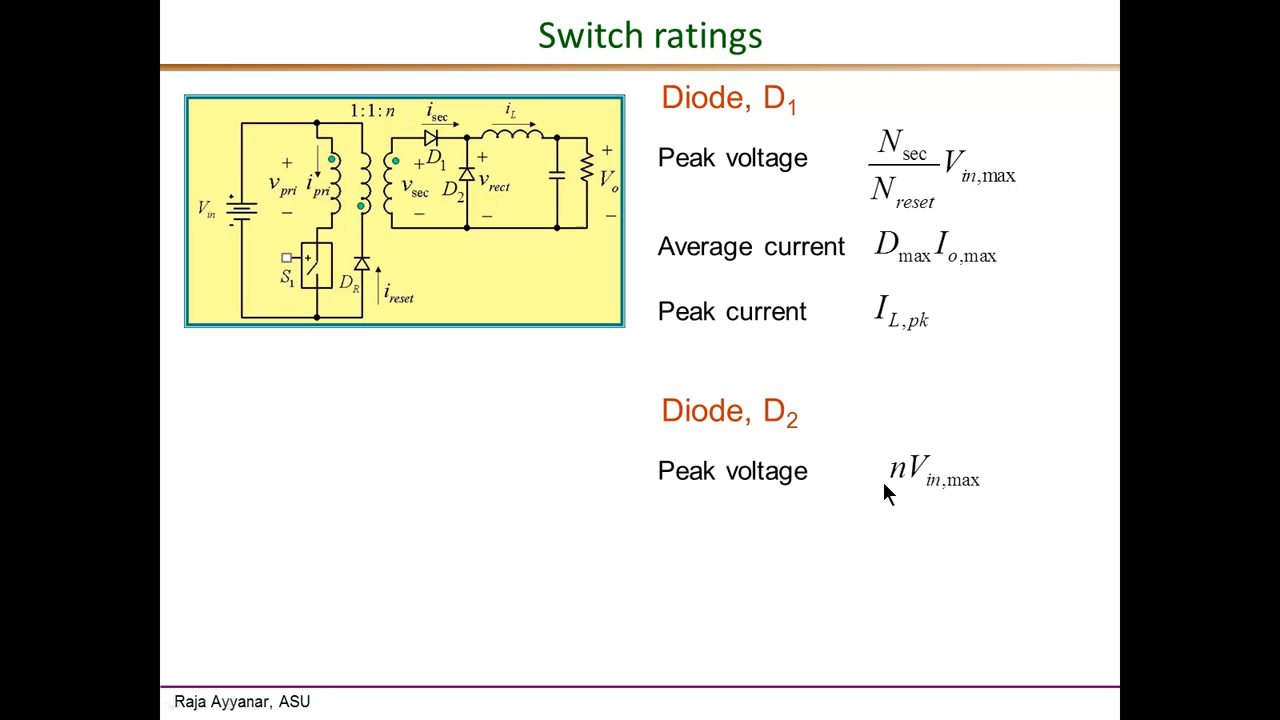 Switch ratings
1:1:n
i_sec
i_L
D_1
+
v_pri
−
i_pri
+
v_sec
−
D_2
+
v_rect
−
+
V_o
−
V_in
+
-
S_1
+
D_R
i_reset
Diode, D_1
Peak voltage N_sec / N_reset V_in,max
Average current D_max I_o,max
Peak current I_L,pk
Diode, D_2
Peak voltage nV_in,max
Raja Ayyanar, ASU